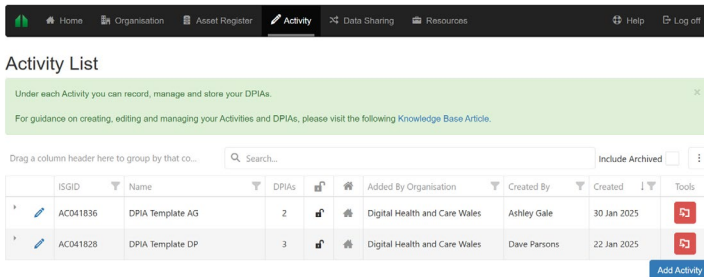 Home Organisation Asset Register Activity Data Sharing Resources Help Log off
Activity List
Under each Activity you can record, manage and store your DPIAs.
×
For guidance on creating, editing and managing your Activities and DPIAs, please visit the following Knowledge Base Article.
Drag a column header here to group by that co... Search... Include Archived
ISGID Name DPIAs Added By Organisation Created By Created Tools
AC041836 DPIA Template AG 2 Digital Health and Care Wales Ashley Gale 30 Jan 2025
AC041828 DPIA Template DP 3 Digital Health and Care Wales Dave Parsons 22 Jan 2025
Add Activity